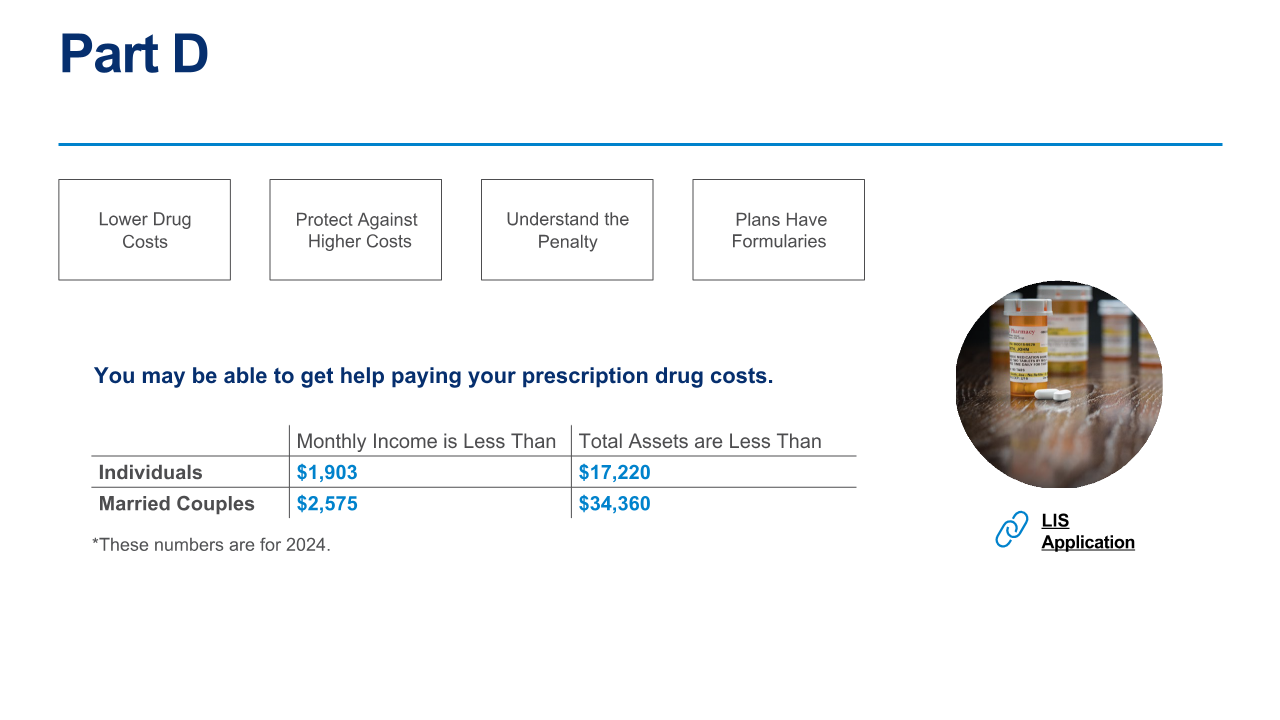 Part D
Lower Drug
Costs
Protect Against
Higher Costs
Understand the
Penalty
Plans Have
Formularies
You may be able to get help paying your prescription drug costs.
Monthly Income is Less Than Total Assets are Less Than
Individuals $1,903 $17,220
Married Couples $2,575 $34,360
*These numbers are for 2024.
Pharmacy
LIS
Application